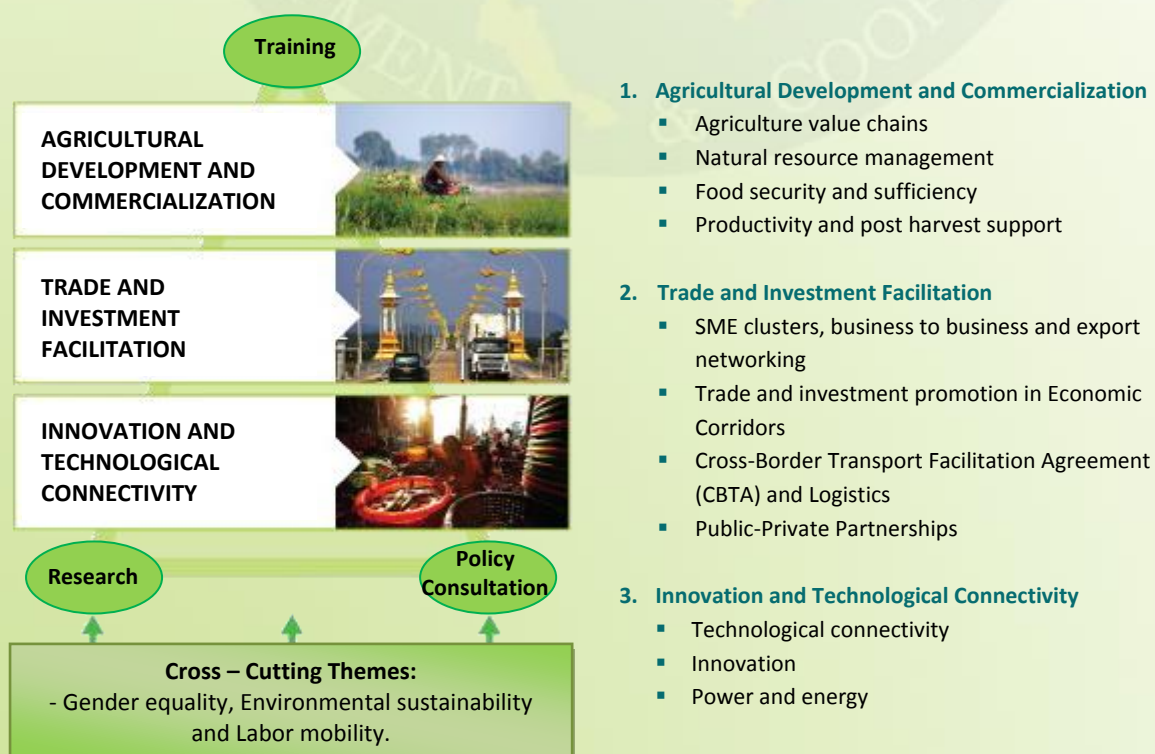 Training
AGRICULTURAL
DEVELOPMENT AND
COMMERCIALIZATION
TRADE AND
INVESTMENT
FACILITATION
INNOVATION AND
TECHNOLOGICAL
CONNECTIVITY
Research
Policy
Consultation
Cross – Cutting Themes:
- Gender equality, Environmental sustainability
and Labor mobility.
MENT & COOP
1. Agricultural Development and Commercialization
▪ Agriculture value chains
▪ Natural resource management
▪ Food security and sufficiency
▪ Productivity and post harvest support
2. Trade and Investment Facilitation
▪ SME clusters, business to business and export
networking
▪ Trade and investment promotion in Economic
Corridors
▪ Cross-Border Transport Facilitation Agreement
(CBTA) and Logistics
▪ Public-Private Partnerships
3. Innovation and Technological Connectivity
▪ Technological connectivity
▪ Innovation
▪ Power and energy